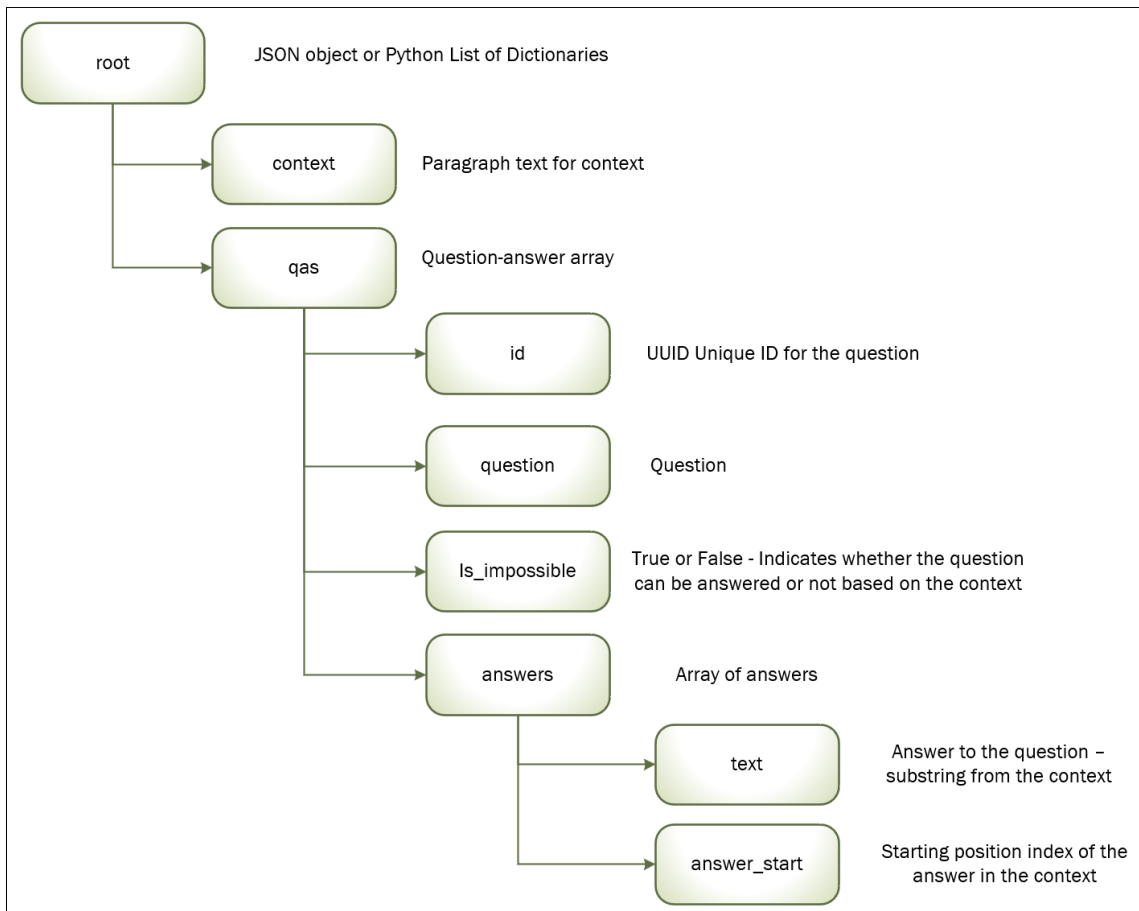 root
JSON object or Python List of Dictionaries
context
Paragraph text for context
qas
Question-answer array
id
UUID Unique ID for the question
question
Question
Is_impossible
True or False - Indicates whether the question
can be answered or not based on the context
answers
Array of answers
text
Answer to the question –
substring from the context
answer_start
Starting position index of the
answer in the context